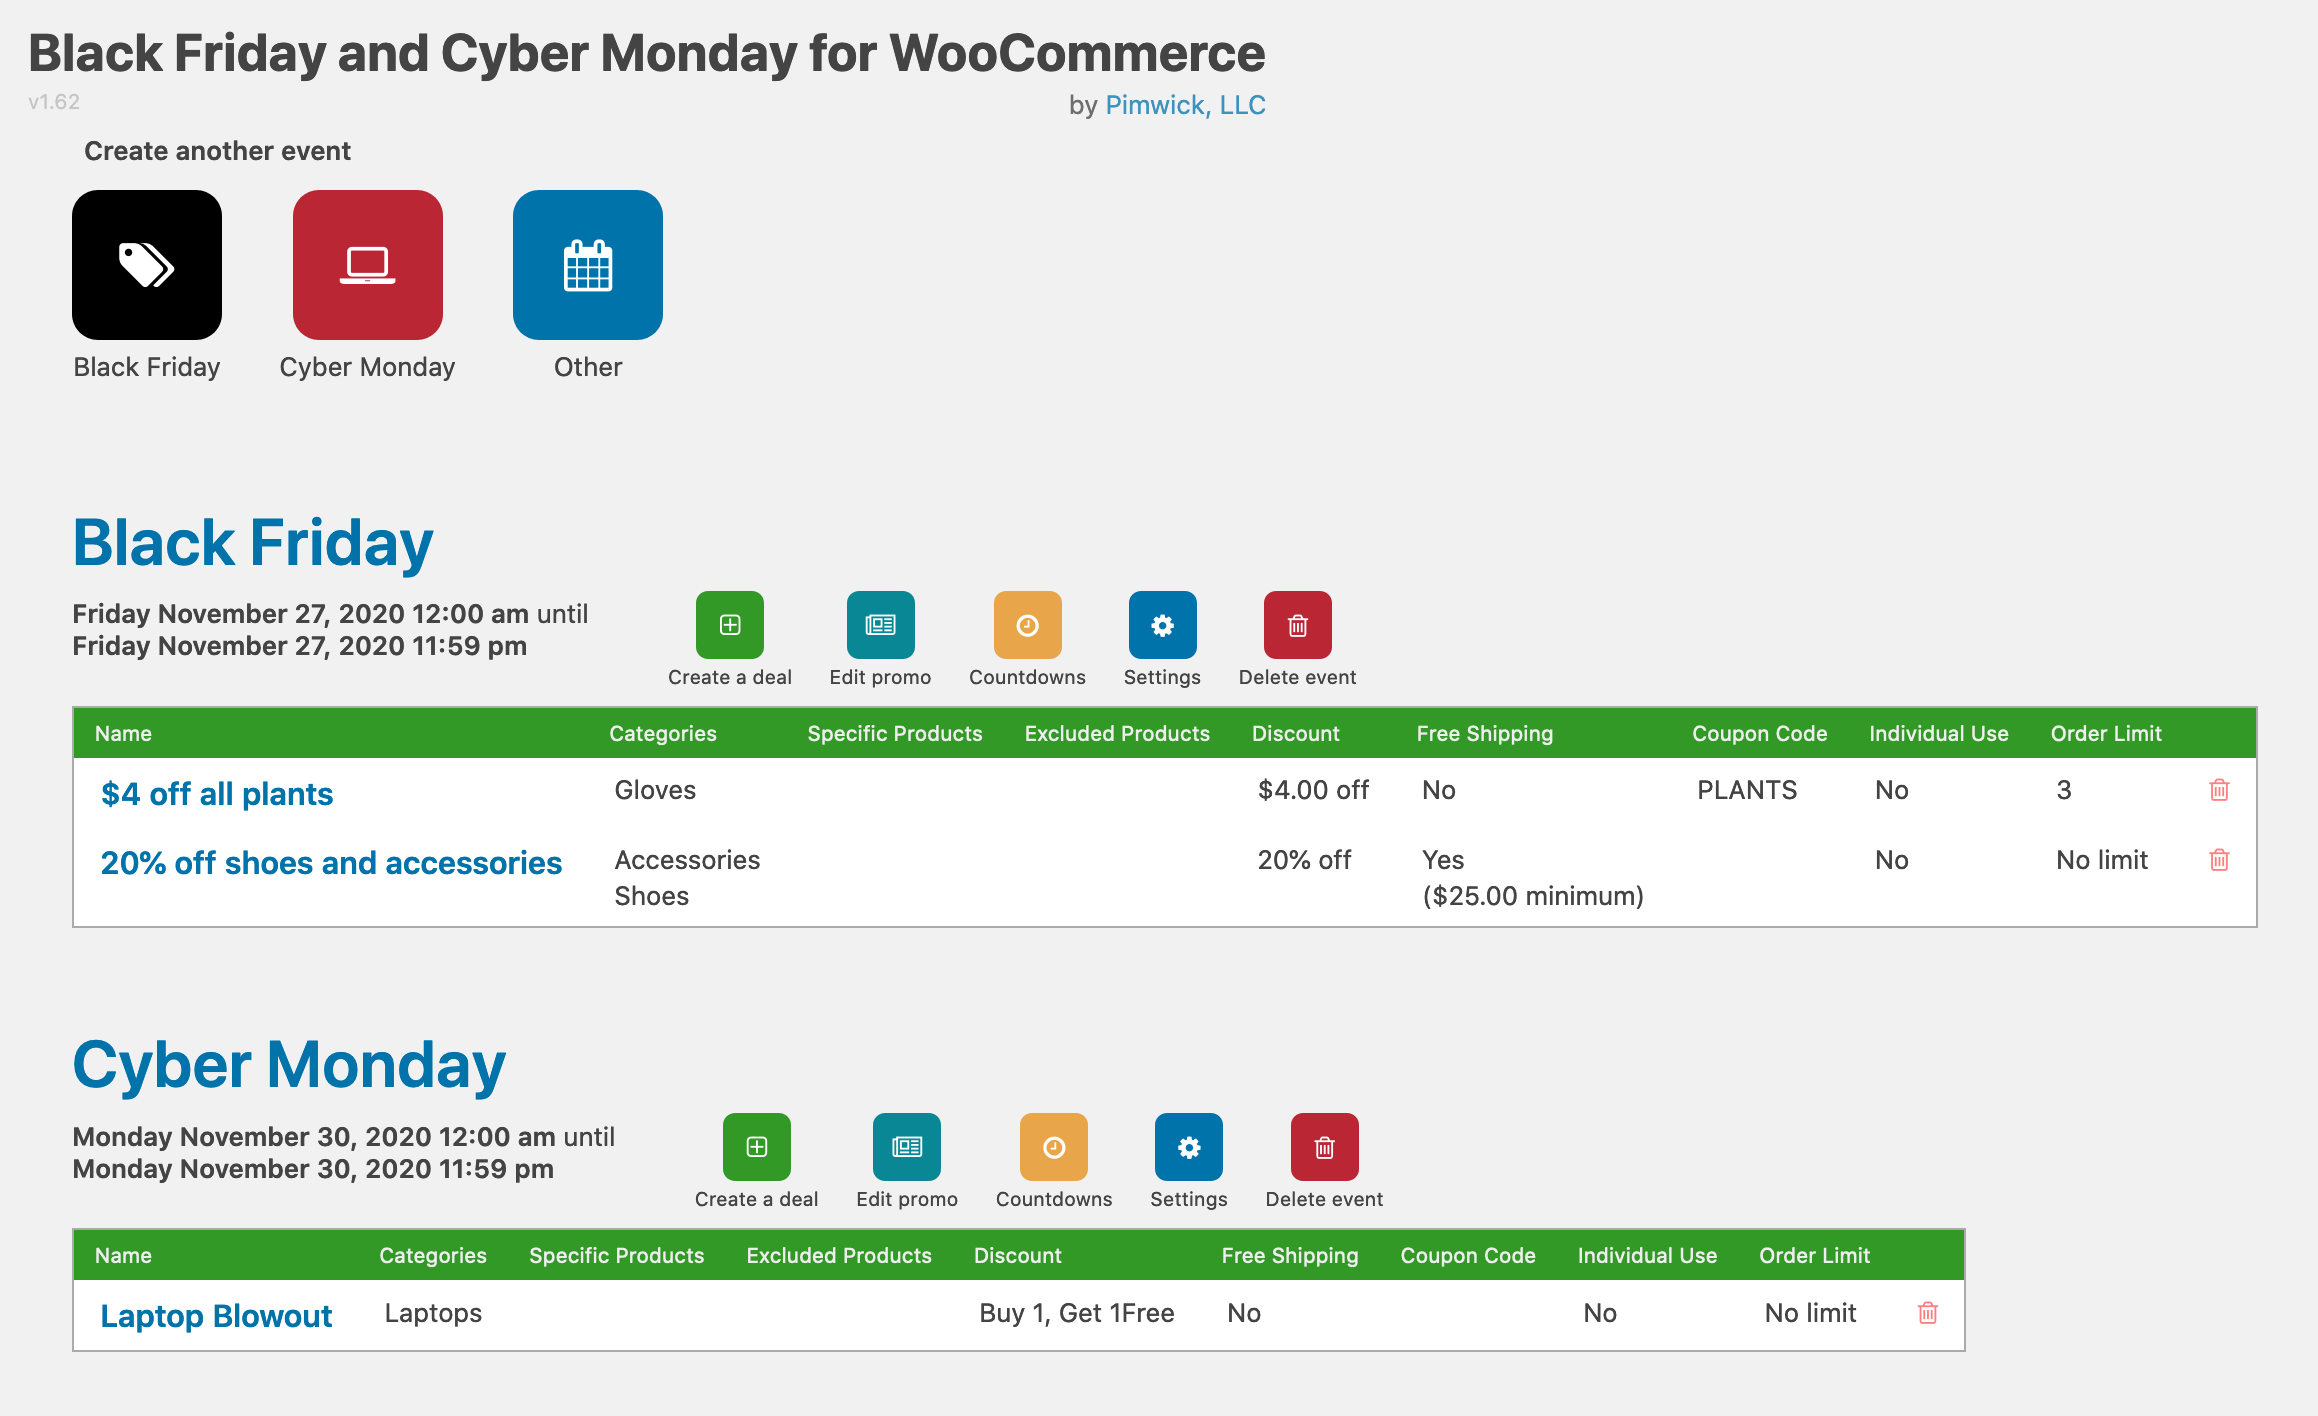 Black Friday and Cyber Monday for WooCommerce
v1.62
by Pimwick, LLC
Create another event
Black Friday
Cyber Monday
Other
Black Friday
Friday November 27, 2020 12:00 am until
Friday November 27, 2020 11:59 pm
Create a deal
Edit promo
Countdowns
Settings
Delete event
Name Categories Specific Products Excluded Products Discount Free Shipping Coupon Code Individual Use Order Limit
$4 off all plants Gloves $4.00 off No PLANTS No 3
20% off shoes and accessories Accessories 20% off Yes No No limit
Shoes ($25.00 minimum)
Cyber Monday
Monday November 30, 2020 12:00 am until
Monday November 30, 2020 11:59 pm
Create a deal
Edit promo
Countdowns
Settings
Delete event
Name Categories Specific Products Excluded Products Discount Free Shipping Coupon Code Individual Use Order Limit
Laptop Blowout Laptops Buy 1, Get 1Free No No No limit